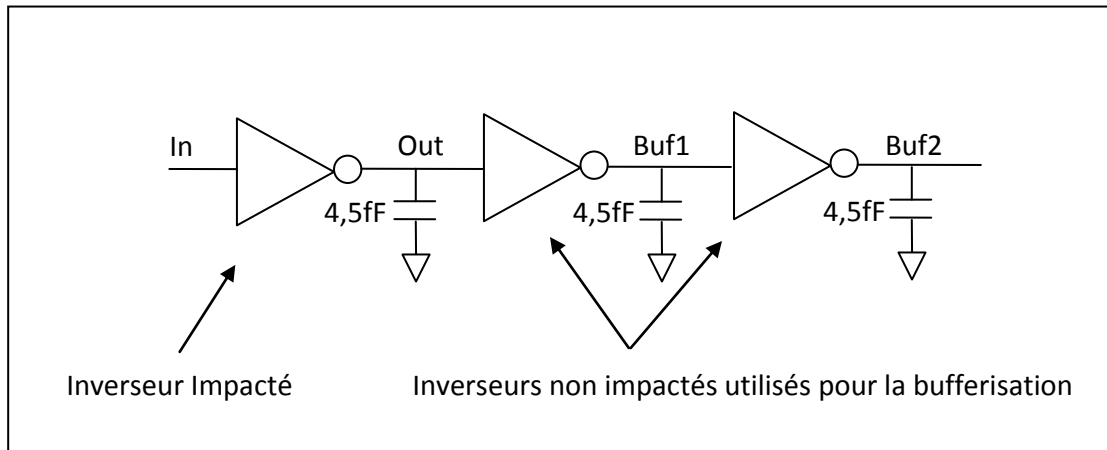 In
Out
Buf1
Buf2
4,5fF
4,5fF
4,5fF
Inverseur Impacté
Inverseurs non impactés utilisés pour la bufferisation